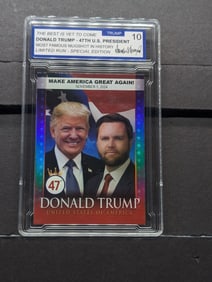 THE BEST IS YET TO COME
DONALD TRUMP - 47TH U.S. PRESIDENT
MOST FAMOUS MUGSHOT IN HISTORY
LIMITED RUN - SPECIAL EDITION
TRUMP
10
MAKE AMERICA GREAT AGAIN!
NOVEMBER 5, 2024
47
DONALD TRUMP
UNITED STATES OF AMERICA